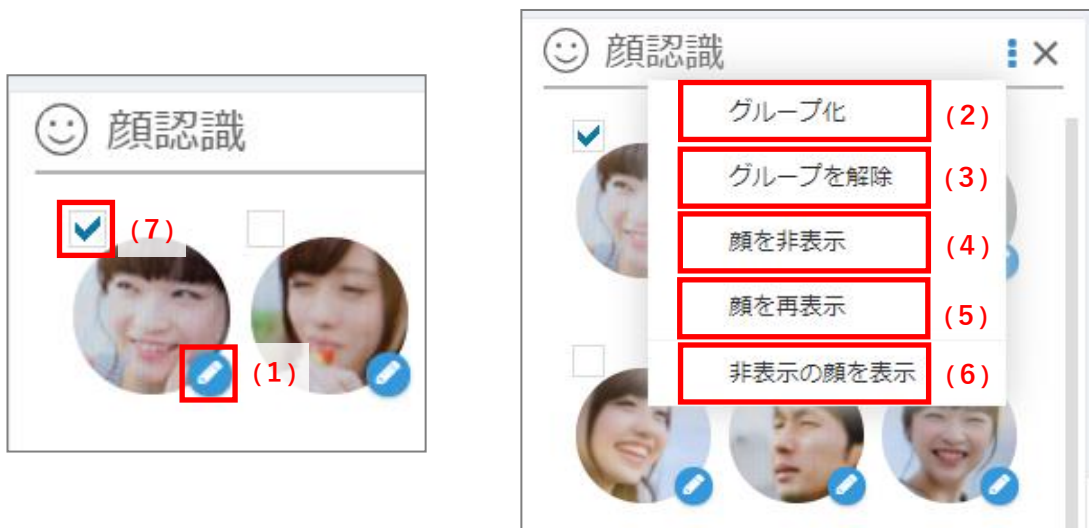 顔認識
(7)
(1)
顔認識
グループ化 (2)
グループを解除 (3)
顔を非表示 (4)
顔を再表示 (5)
非表示の顔を表示 (6)